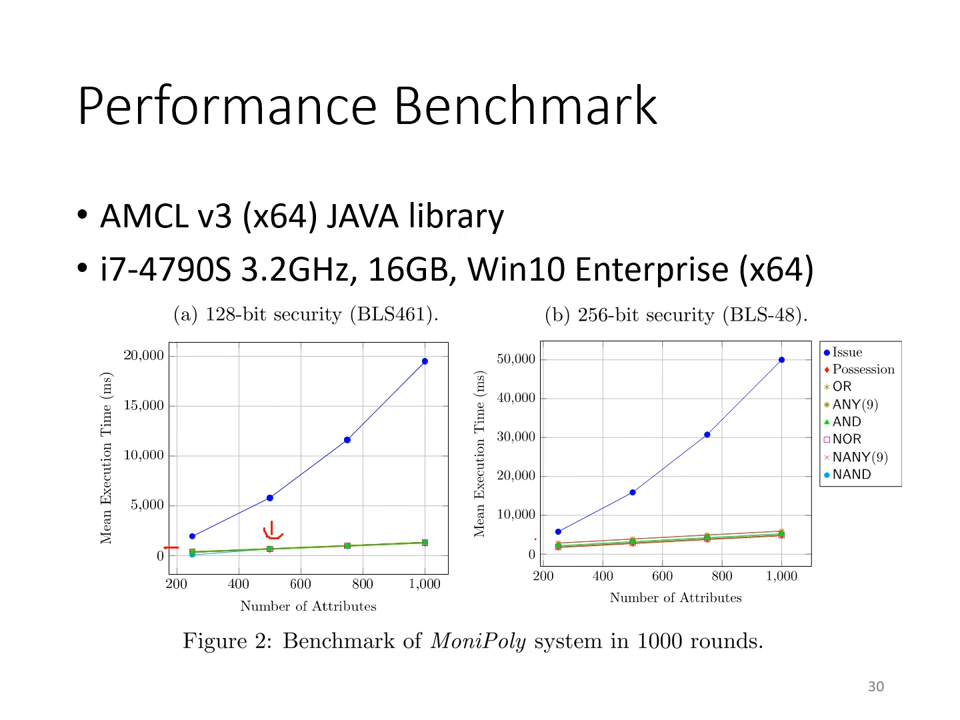 Performance Benchmark
• AMCL v3 (x64) JAVA library
• i7-4790S 3.2GHz, 16GB, Win10 Enterprise (x64)
(a) 128-bit security (BLS461).
20,000
15,000
10,000
5,000
0
200 400 600 800 1,000
Mean Execution Time (ms)
Number of Attributes
(b) 256-bit security (BLS-48).
50,000
40,000
30,000
20,000
10,000
0
200 400 600 800 1,000
Mean Execution Time (ms)
Number of Attributes
Issue
Possession
OR
ANY(9)
AND
NOR
NANY(9)
NAND
Figure 2: Benchmark of MoniPoly system in 1000 rounds.
30